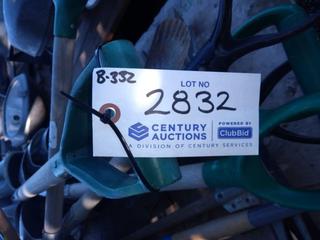 B-332
LOT NO
2832
CENTURY AUCTIONS
POWERED BY
ClubBid
A DIVISION OF CENTURY SERVICES